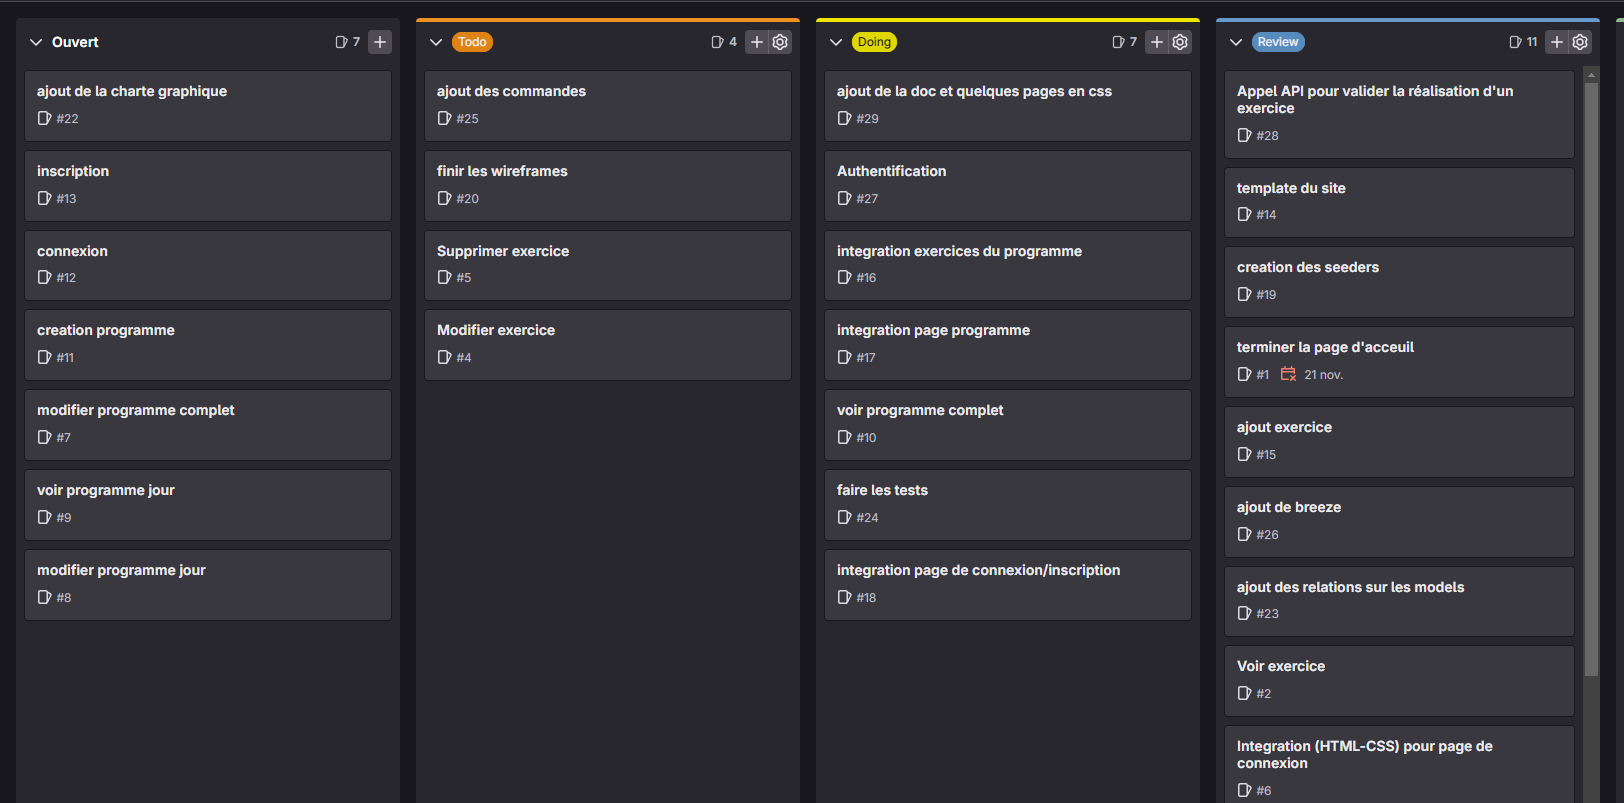 Ouvert
7
ajout de la charte graphique
#22
inscription
#13
connexion
#12
creation programme
#11
modifier programme complet
#7
voir programme jour
#9
modifier programme jour
#8
Todo
4
ajout des commandes
#25
finir les wireframes
#20
Supprimer exercice
#5
Modifier exercice
#4
Doing
7
ajout de la doc et quelques pages en css
#29
Authentification
#27
integration exercices du programme
#16
integration page programme
#17
voir programme complet
#10
faire les tests
#24
integration page de connexion/inscription
#18
Review
11
Appel API pour valider la réalisation d'un
exercice
#28
template du site
#14
creation des seeders
#19
terminer la page d'acceuil
#1 21 nov.
ajout exercice
#15
ajout de breeze
#26
ajout des relations sur les models
#23
Voir exercice
#2
Integration (HTML-CSS) pour page de
connexion
#6